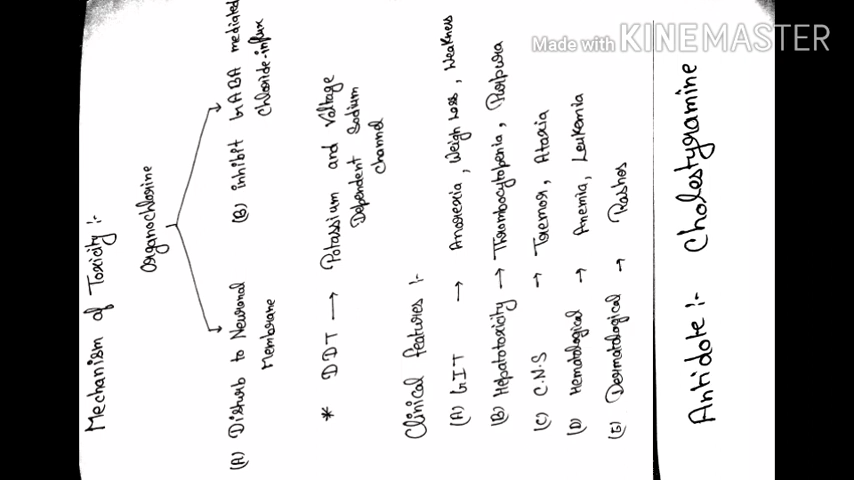 Mechanism of Toxicity :-
Organochlorine
(A) Disturb to Neuronal Membrane
(B) inhibit GABA mediated chloride-influx
* DDT → Potassium and Voltage Dependent Sodium channel
Clinical features :-
(A) GIT → Anorexia, Weigh loss, Weakness
(B) Hepatotoxicity → Thrombocytopenia, Purpura
(C) C.N.S → Tremor, Ataxia
(D) Hematological → Anemia, Leukemia
(E) Dermatological → Rashes
Antidote :- Cholestyramine
Made with KINEMASTER